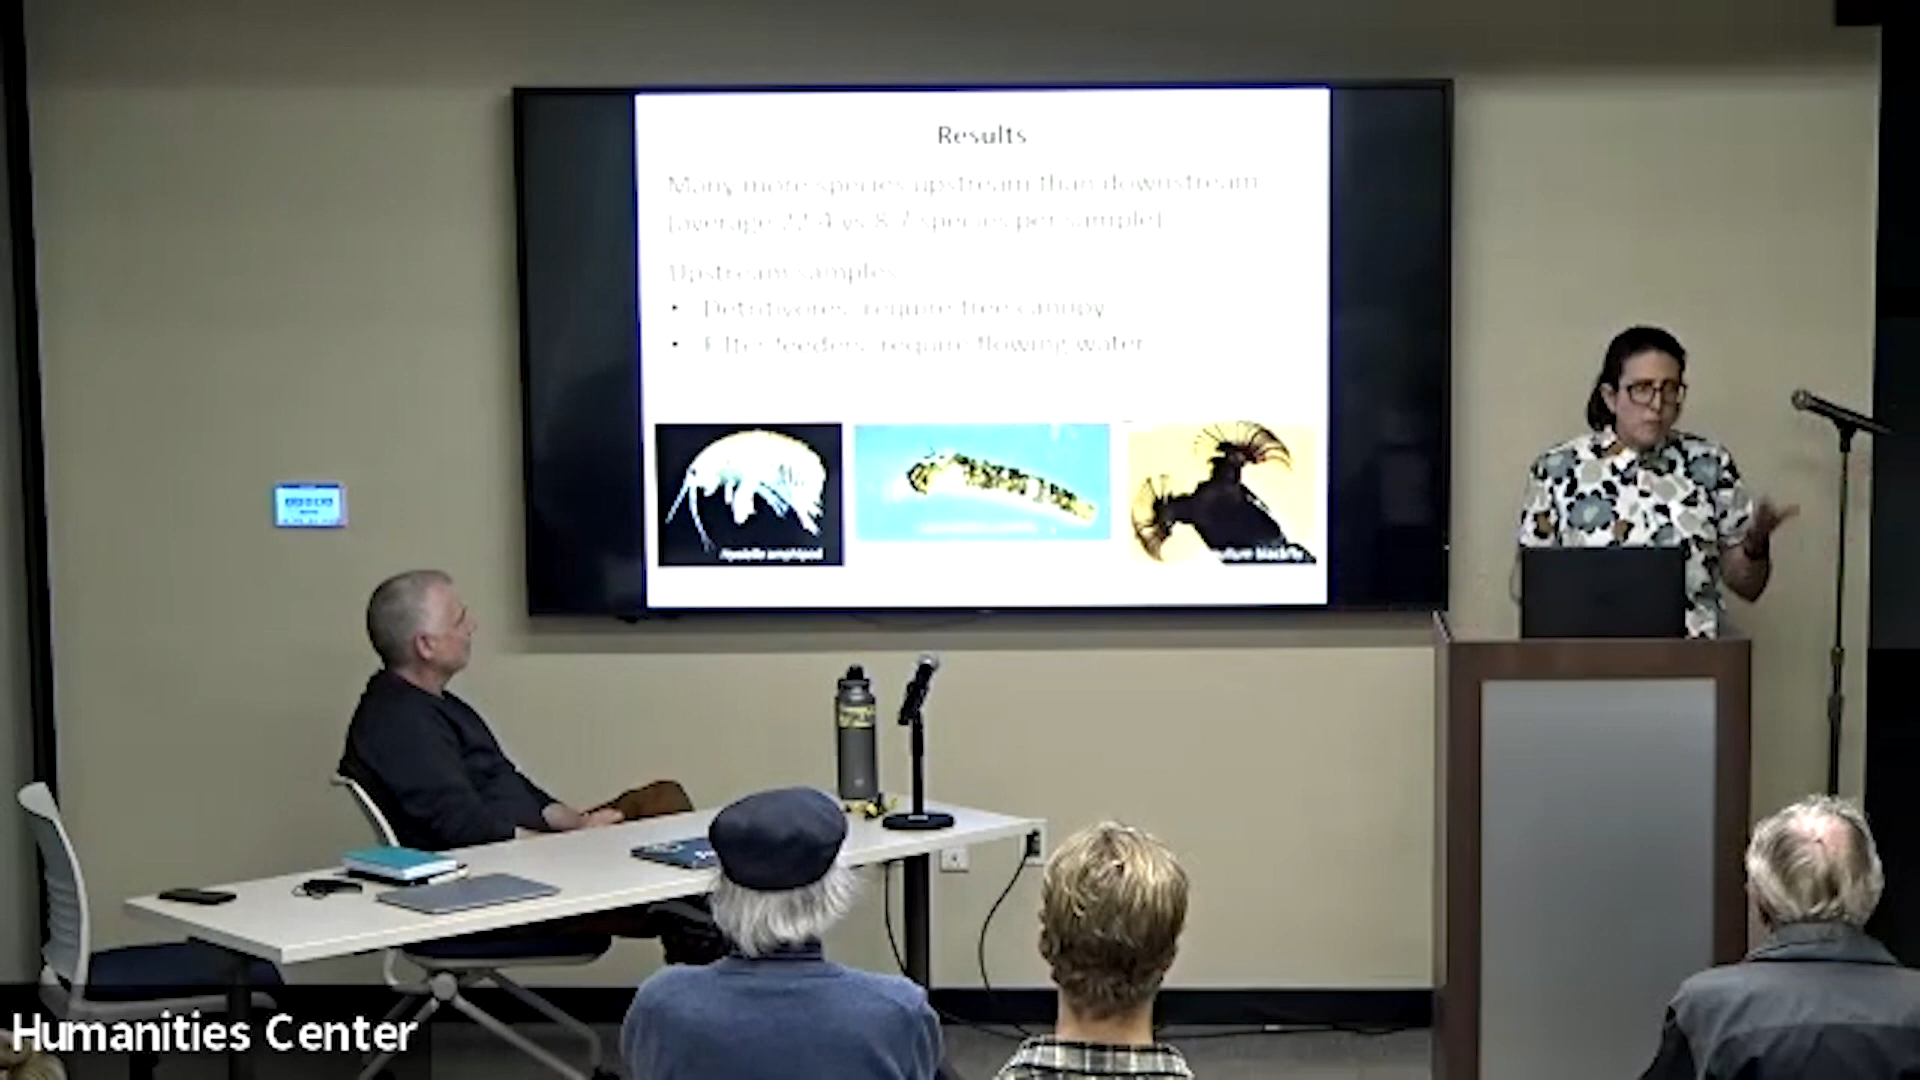 Results
Many more species upstream than downstream
(average 22.4 vs 8.7 species per sample)
Upstream samples
• Detritivores: require tree canopy
• Filter feeders: require flowing water
Hyalella amphipod
Humanities Center